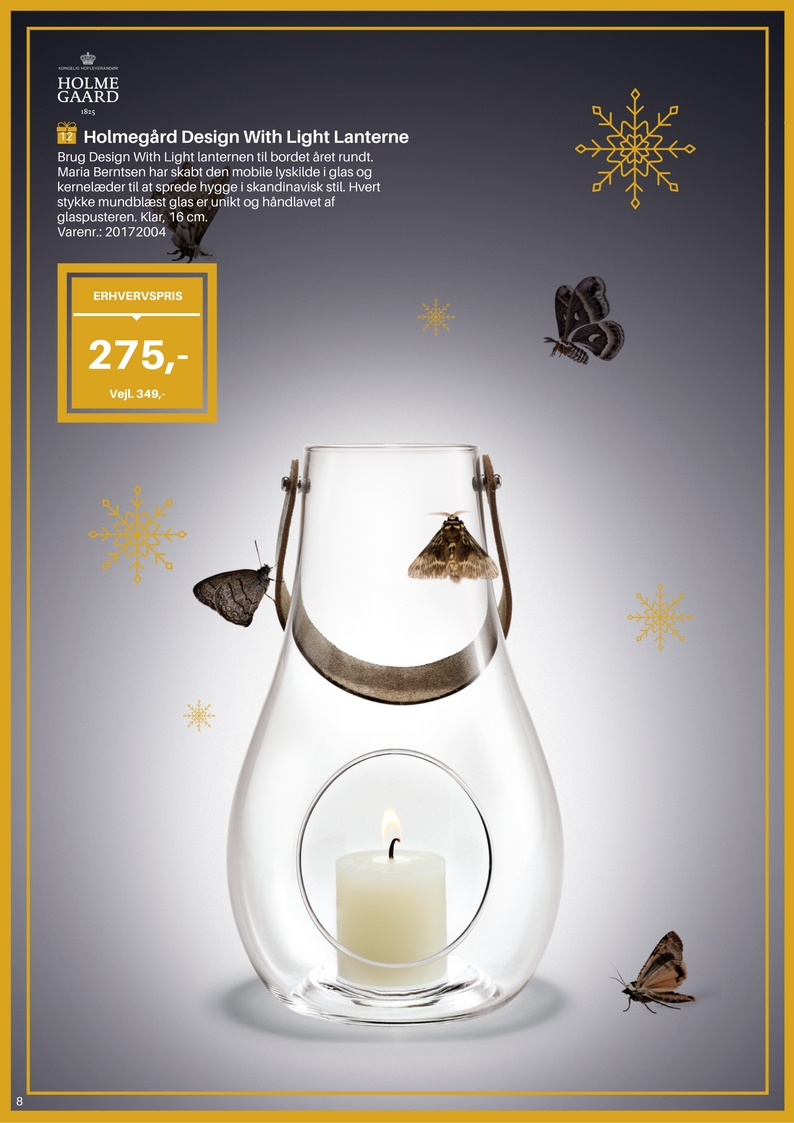 KONGELIG HOFLEVERANDØR
HOLME
GAARD
1825
12 Holmegård Design With Light Lanterne
Brug Design With Light lanternen til bordet året rundt.
Maria Berntsen har skabt den mobile lyskilde i glas og
kernelæder til at sprede hygge i skandinavisk stil. Hvert
stykke mundblæst glas er unikt og håndlavet af
glaspusteren. Klar, 16 cm.
Varenr.: 20172004
ERHVERVSPRIS
275,-
Vejl. 349,-
8